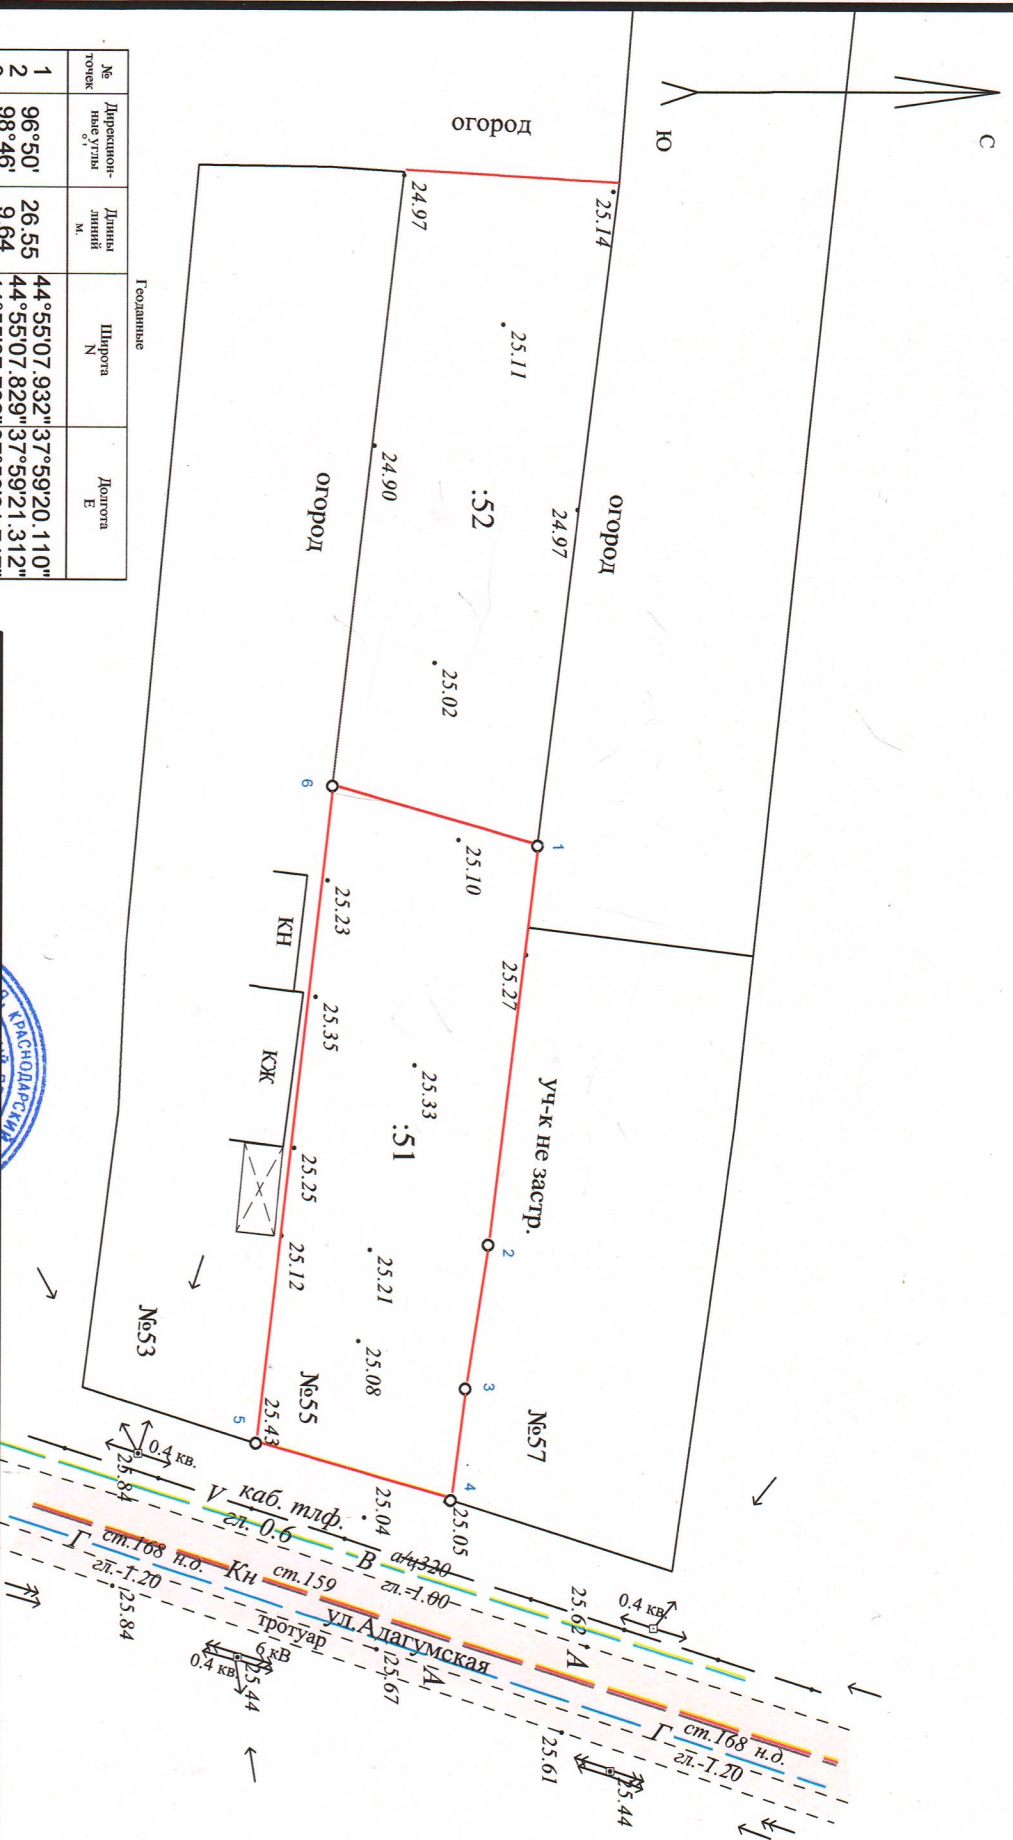 С
Ю
огород
25.14
24.97
25.11
огород
24.97
:52
24.90
огород
25.02
6
1
25.10
25.23
КН
25.27
25.35
КЖ
25.33
:51
уч-к не застр.
25.25
25.12
25.21
2
25.08
3
№53
№55
№57
5
25.43
4
25.05
0.4 кв.
25.84
V
каб. тлф.
гл. 0.6
25.04
В
а/ц320
гл.=1.00
25.62
0.4 кв.
А
Г
ст.168 н.д.
гл.-1.20
Кн
ст.159
25.84
тротуар
ул.Адагумская
А
25.67
6 кВ
0.4 кв.
25.44
Г
ст.168 н.д.
гл.-1.20
25.61
25.44
Геоданные
№ точек
Дирекцион-
ные углы
° '
Длины
линий
м.
Широта
N
Долгота
E
1 96°50' 26.55 44°55'07.932" 37°59'20.110"
2 98°46' 9.64 44°55'07.829" 37°59'21.312"
КРАСНОДАРСКИЙ